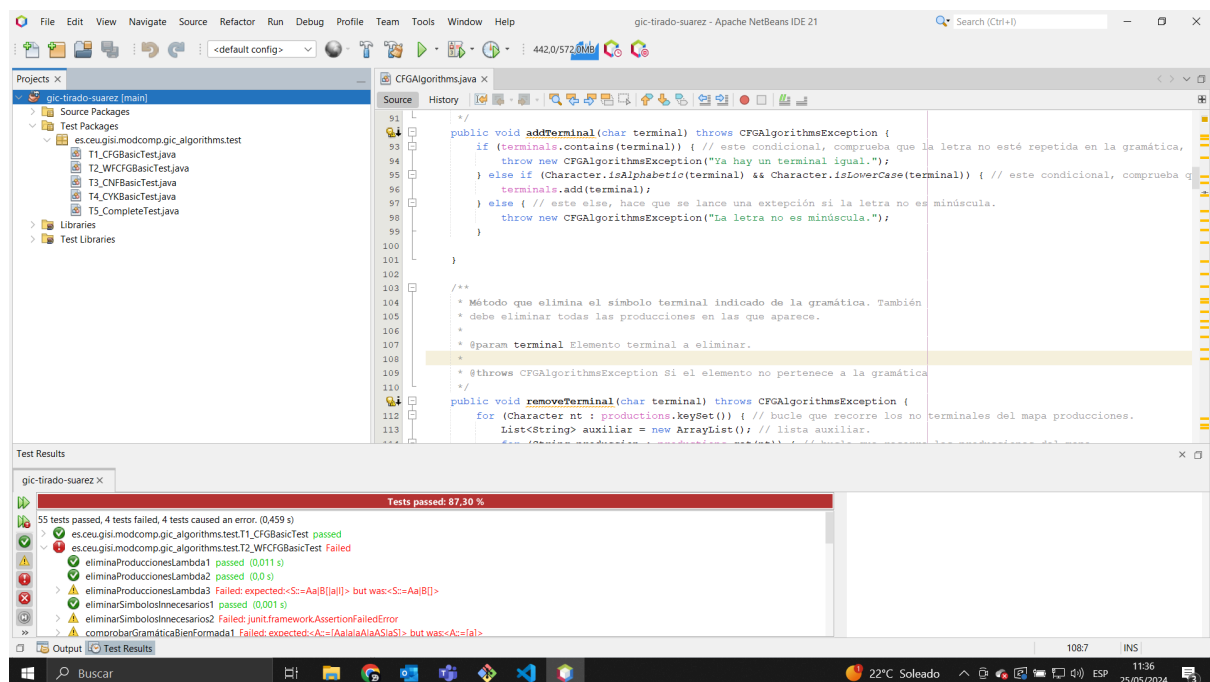 File Edit View Navigate Source Refactor Run Debug Profile Team Tools Window Help gic-tirado-suarez - Apache NetBeans IDE 21 Search (Ctrl+I)
<default config> 442,0/572,0MB
Projects
gic-tirado-suarez [main]
Source Packages
Test Packages
es.ceu.gisi.modcomp.gic_algorithms.test
T1_CFGBasicTest.java
T2_WFCFGBasicTest.java
T3_CNFBasicTest.java
T4_CYKBasicTest.java
T5_CompleteTest.java
Libraries
Test Libraries
CFGAlgorithms.java
Source History
91 */
public void addTerminal(char terminal) throws CFGAlgorithmsException {
93 if (terminals.contains(terminal)) { // este condicional, comprueba que la letra no esté repetida en la gramática,
94 throw new CFGAlgorithmsException("Ya hay un terminal igual.");
95 } else if (Character.isAlphabetic(terminal) && Character.isLowerCase(terminal)) { // este condicional, comprueba q
96 terminals.add(terminal);
97 } else { // este else, hace que se lance una extepción si la letra no es minúscula.
98 throw new CFGAlgorithmsException("La letra no es minúscula.");
99 }
100
101 }
102
103 /**
104 * Método que elimina el símbolo terminal indicado de la gramática. También
105 * debe eliminar todas las producciones en las que aparece.
106 *
107 * @param terminal Elemento terminal a eliminar.
108 *
109 * @throws CFGAlgorithmsException Si el elemento no pertenece a la gramática
110 */
public void removeTerminal(char terminal) throws CFGAlgorithmsException {
112 for (Character nt : productions.keySet()) { // bucle que recorre los no terminales del mapa producciones.
113 List<String> auxiliar = new ArrayList(); // lista auxiliar.
Test Results
gic-tirado-suarez
Tests passed: 87,30 %
55 tests passed, 4 tests failed, 4 tests caused an error. (0,459 s)
es.ceu.gisi.modcomp.gic_algorithms.test.T1_CFGBasicTest passed
es.ceu.gisi.modcomp.gic_algorithms.test.T2_WFCFGBasicTest Failed
eliminaProduccionesLambda1 passed (0,011 s)
eliminaProduccionesLambda2 passed (0,0 s)
eliminaProduccionesLambda3 Failed: expected:<S::=Aa|B[|a|l]> but was:<S::=Aa|B[]>
eliminarSimbolosInnecesarios1 passed (0,001 s)
eliminarSimbolosInnecesarios2 Failed: junit.framework.AssertionFailedError
comprobarGramáticaBienFormada1 Failed: expected:<A::=[Aa|a|aA|aAS|aS]> but was:<A::=[a]>
Output Test Results 108:7 INS
Buscar 22°C Soleado ESP 11:36
25/05/2024 3